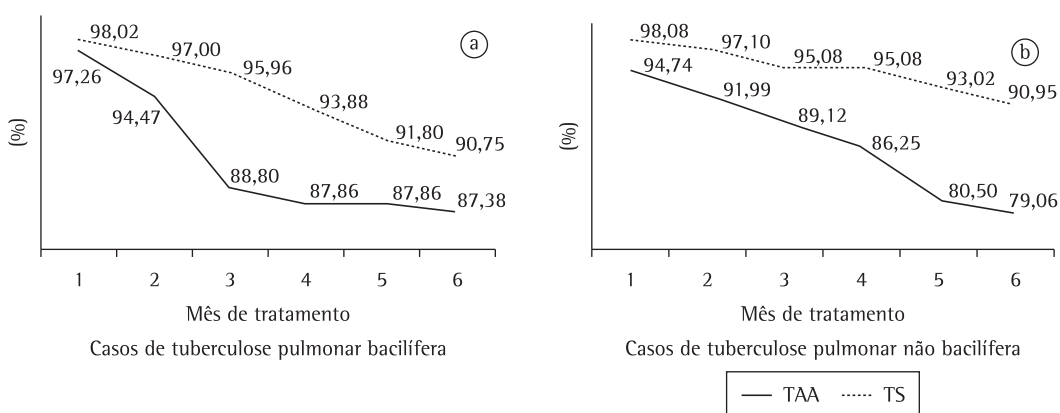 (%)
98,02
97,00
95,96
93,88
91,80
90,75
97,26
94,47
88,80
87,86
87,86
87,38
a
1 2 3 4 5 6
Mês de tratamento
Casos de tuberculose pulmonar bacilífera
(%)
98,08
97,10
95,08
95,08
93,02
90,95
94,74
91,99
89,12
86,25
80,50
79,06
b
1 2 3 4 5 6
Mês de tratamento
Casos de tuberculose pulmonar não bacilífera
TAA TS